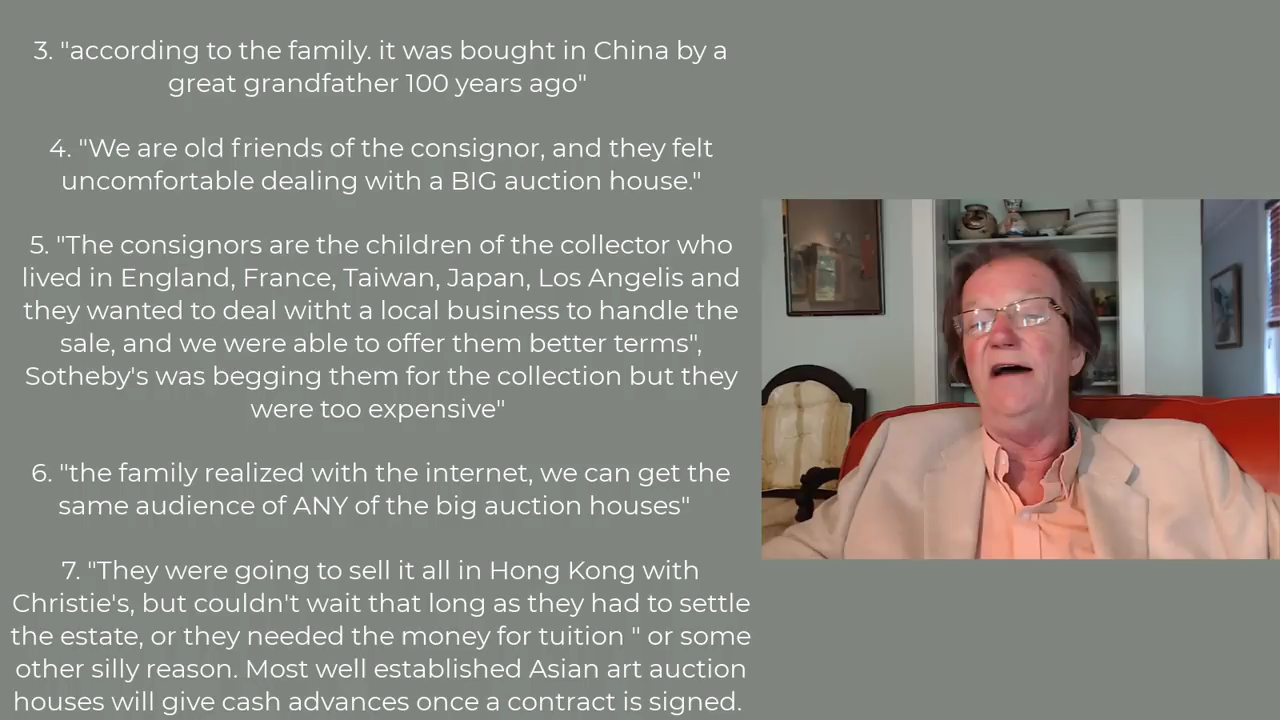 3. "according to the family. it was bought in China by a
great grandfather 100 years ago"
4. "We are old friends of the consignor, and they felt
uncomfortable dealing with a BIG auction house."
5. "The consignors are the children of the collector who
lived in England, France, Taiwan, Japan, Los Angelis and
they wanted to deal witht a local business to handle the
sale, and we were able to offer them better terms",
Sotheby's was begging them for the collection but they
were too expensive"
6. "the family realized with the internet, we can get the
same audience of ANY of the big auction houses"
7. "They were going to sell it all in Hong Kong with
Christie's, but couldn't wait that long as they had to settle
the estate, or they needed the money for tuition " or some
other silly reason. Most well established Asian art auction
houses will give cash advances once a contract is signed.